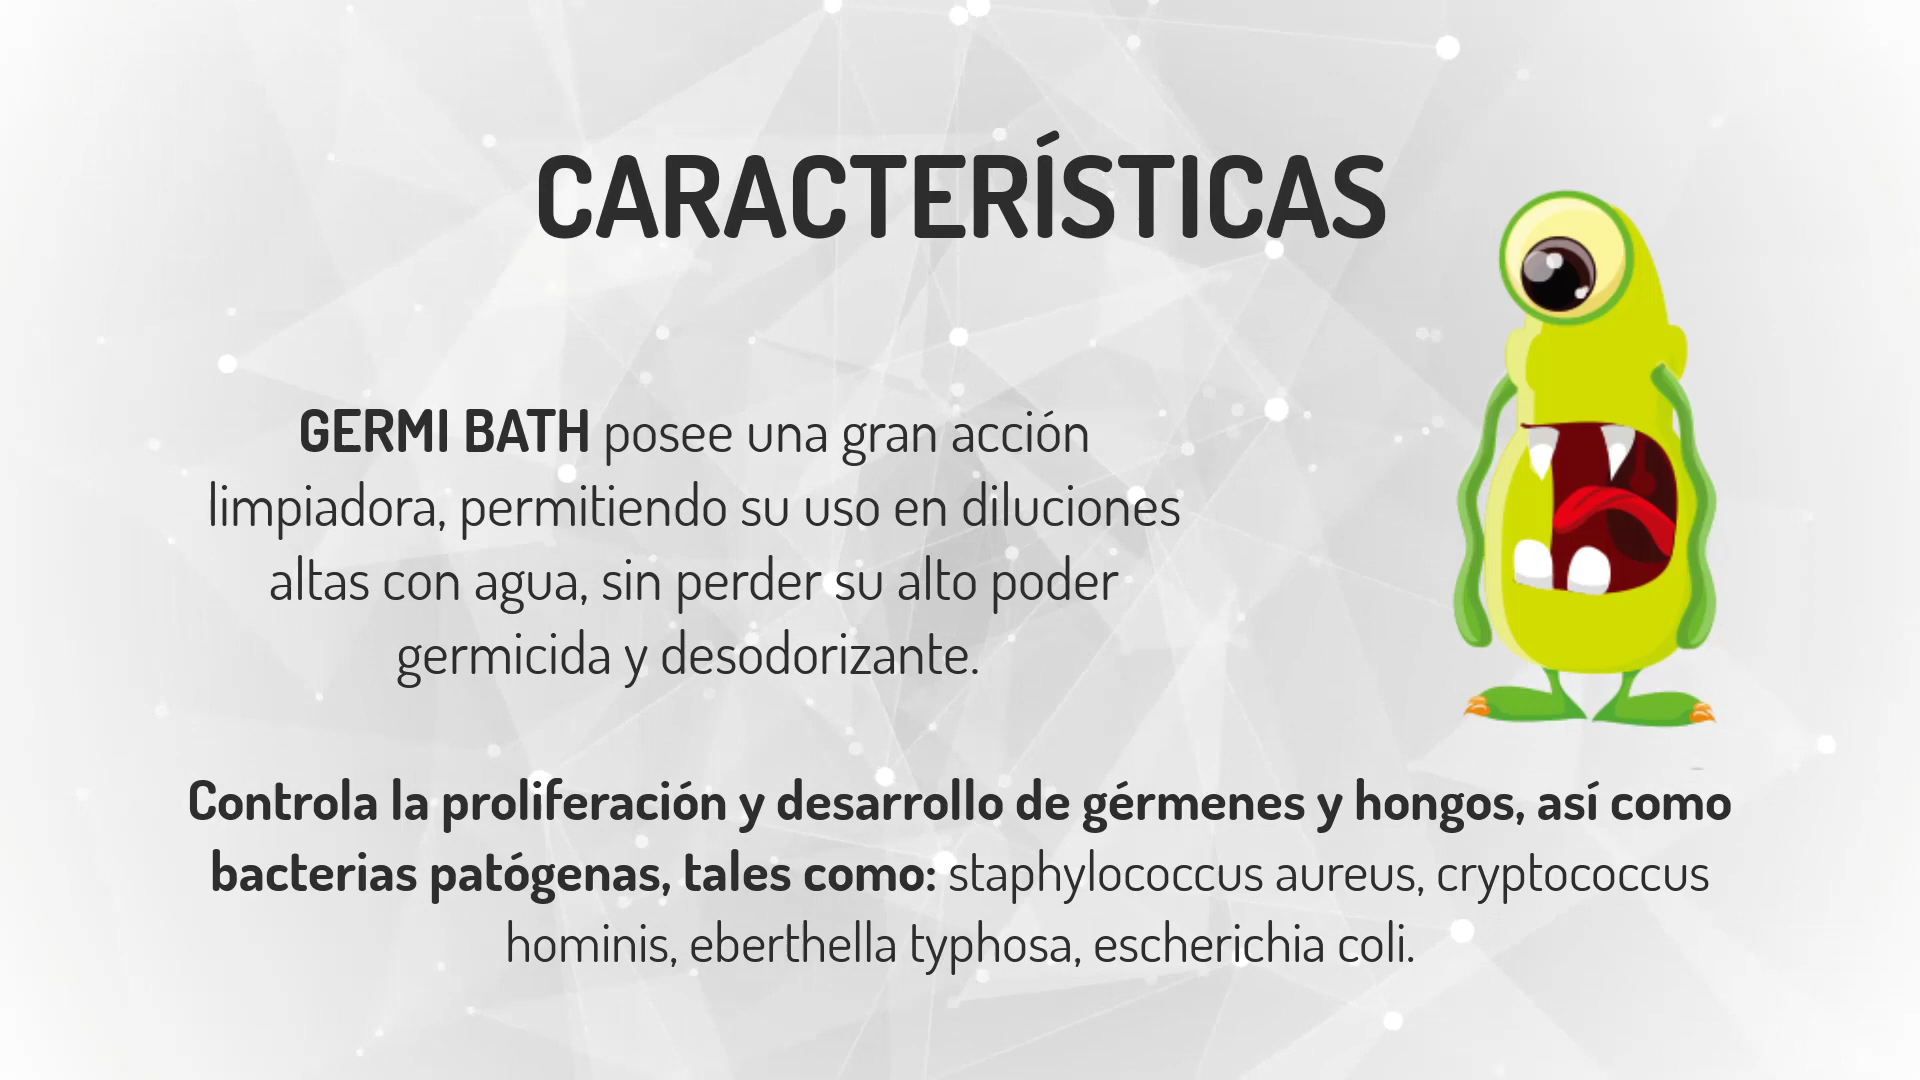 CARACTERÍSTICAS
GERMI BATH posee una gran acción
limpiadora, permitiendo su uso en diluciones
altas con agua, sin perder su alto poder
germicida y desodorizante.
Controla la proliferación y desarrollo de gérmenes y hongos, así como
bacterias patógenas, tales como: staphylococcus aureus, cryptococcus
hominis, eberthella typhosa, escherichia coli.